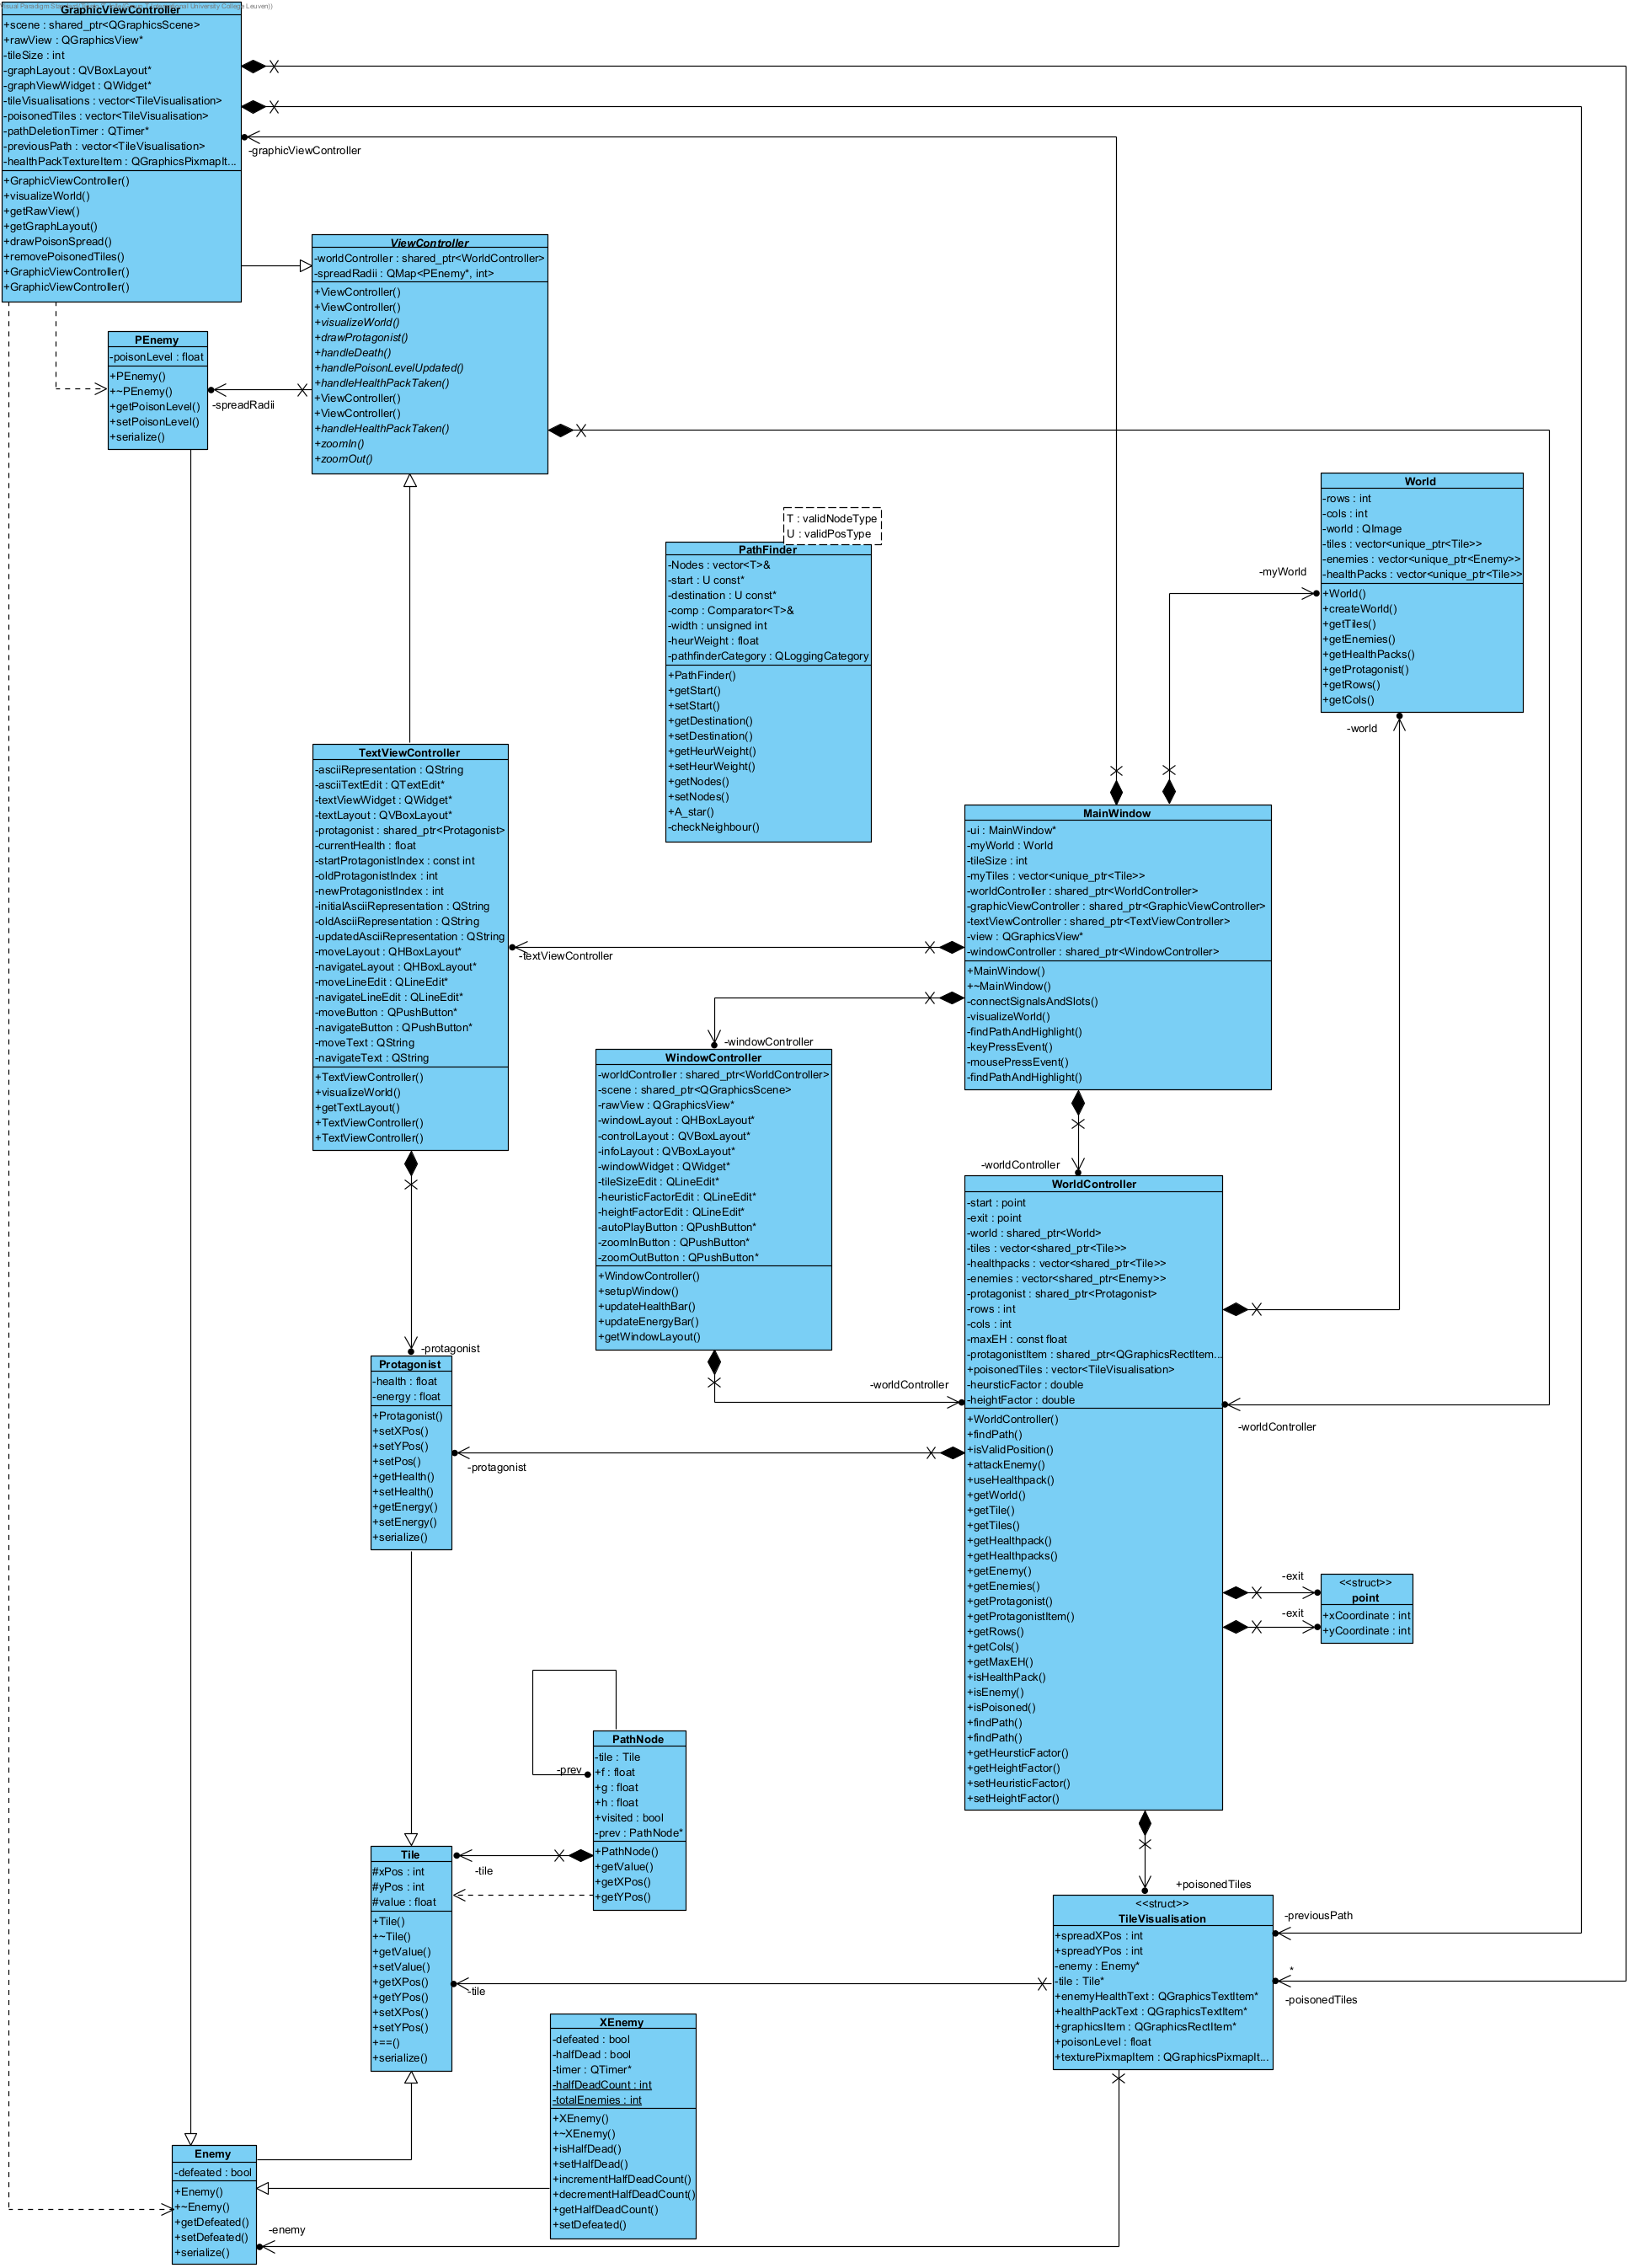 GraphicViewController
+scene : shared_ptr<QGraphicsScene>
+rawView : QGraphicsView*
-tileSize : int
-graphLayout : QVBoxLayout*
-graphViewWidget : QWidget*
-tileVisualisations : vector<TileVisualisation>
-poisonedTiles : vector<TileVisualisation>
-pathDeletionTimer : QTimer*
-previousPath : vector<TileVisualisation>
-healthPackTextureItem : QGraphicsPixmapIt...
+GraphicViewController()
+visualizeWorld()
+getRawView()
+getGraphLayout()
+drawPoisonSpread()
+removePoisonedTiles()
+GraphicViewController()
+GraphicViewController()
-graphicViewController
ViewController
-worldController : shared_ptr<WorldController>
-spreadRadii : QMap<PEnemy*, int>
+ViewController()
+ViewController()
+visualizeWorld()
+drawProtagonist()
+handleDeath()
+handlePoisonLevelUpdated()
+handleHealthPackTaken()
+ViewController()
+ViewController()
+handleHealthPackTaken()
+zoomIn()
+zoomOut()
PEnemy
-poisonLevel : float
+PEnemy()
+~PEnemy()
+getPoisonLevel()
+setPoisonLevel()
+serialize()
-spreadRadii
World
-rows : int
-cols : int
-world : QImage
-tiles : vector<unique_ptr<Tile>>
-enemies : vector<unique_ptr<Enemy>>
-healthPacks : vector<unique_ptr<Tile>>
+World()
+createWorld()
+getTiles()
+getEnemies()
+getHealthPacks()
+getProtagonist()
+getRows()
+getCols()
-myWorld
-world
T : validNodeType
U : validPosType
PathFinder
-Nodes : vector<T>&
-start : U const*
-destination : U const*
-comp : Comparator<T>&
-width : unsigned int
-heurWeight : float
-pathfinderCategory : QLoggingCategory
+PathFinder()
+getStart()
+setStart()
+getDestination()
+setDestination()
+getHeurWeight()
+setHeurWeight()
+getNodes()
+setNodes()
+A_star()
-checkNeighbour()
TextViewController
-asciiRepresentation : QString
-asciiTextEdit : QTextEdit*
-textViewWidget : QWidget*
-textLayout : QVBoxLayout*
-protagonist : shared_ptr<Protagonist>
-currentHealth : float
-startProtagonistIndex : const int
-oldProtagonistIndex : int
-newProtagonistIndex : int
-initialAsciiRepresentation : QString
-oldAsciiRepresentation : QString
-updatedAsciiRepresentation : QString
-moveLayout : QHBoxLayout*
-navigateLayout : QHBoxLayout*
-moveLineEdit : QLineEdit*
-navigateLineEdit : QLineEdit*
-moveButton : QPushButton*
-navigateButton : QPushButton*
-moveText : QString
-navigateText : QString
+TextViewController()
+visualizeWorld()
+getTextLayout()
+TextViewController()
+TextViewController()
MainWindow
-ui : MainWindow*
-myWorld : World
-tileSize : int
-myTiles : vector<unique_ptr<Tile>>
-worldController : shared_ptr<WorldController>
-graphicViewController : shared_ptr<GraphicViewController>
-textViewController : shared_ptr<TextViewController>
-view : QGraphicsView*
-windowController : shared_ptr<WindowController>
+MainWindow()
+~MainWindow()
-connectSignalsAndSlots()
-visualizeWorld()
-findPathAndHighlight()
-keyPressEvent()
-mousePressEvent()
-findPathAndHighlight()
-textViewController
-windowController
WindowController
-worldController : shared_ptr<WorldController>
-scene : shared_ptr<QGraphicsScene>
-rawView : QGraphicsView*
-windowLayout : QHBoxLayout*
-controlLayout : QVBoxLayout*
-infoLayout : QVBoxLayout*
-windowWidget : QWidget*
-tileSizeEdit : QLineEdit*
-heuristicFactorEdit : QLineEdit*
-heightFactorEdit : QLineEdit*
-autoPlayButton : QPushButton*
-zoomInButton : QPushButton*
-zoomOutButton : QPushButton*
+WindowController()
+setupWindow()
+updateHealthBar()
+updateEnergyBar()
+getWindowLayout()
-worldController
WorldController
-start : point
-exit : point
-world : shared_ptr<World>
-tiles : vector<shared_ptr<Tile>>
-healthpacks : vector<shared_ptr<Tile>>
-enemies : vector<shared_ptr<Enemy>>
-protagonist : shared_ptr<Protagonist>
-rows : int
-cols : int
-maxEH : const float
-protagonistItem : shared_ptr<QGraphicsRectItem...
+poisonedTiles : vector<TileVisualisation>
-heursticFactor : double
-heightFactor : double
+WorldController()
+findPath()
+isValidPosition()
+attackEnemy()
+useHealthpack()
+getWorld()
+getTile()
+getTiles()
+getHealthpack()
+getHealthpacks()
+getEnemy()
+getEnemies()
+getProtagonist()
+getProtagonistItem()
+getRows()
+getCols()
+getMaxEH()
+isHealthPack()
+isEnemy()
+isPoisoned()
+findPath()
+findPath()
+getHeursticFactor()
+getHeightFactor()
+setHeuristicFactor()
+setHeightFactor()
-worldController
-worldController
-protagonist
Protagonist
-health : float
-energy : float
+Protagonist()
+setXPos()
+setYPos()
+setPos()
+getHealth()
+setHealth()
+getEnergy()
+setEnergy()
+serialize()
-protagonist
-exit
-exit
<<struct>>
point
+xCoordinate : int
+yCoordinate : int
PathNode
-tile : Tile
+f : float
+g : float
+h : float
+visited : bool
-prev : PathNode*
+PathNode()
+getValue()
+getXPos()
+getYPos()
-prev
-tile
Tile
#xPos : int
#yPos : int
#value : float
+Tile()
+~Tile()
+getValue()
+setValue()
+getXPos()
+getYPos()
+setXPos()
+setYPos()
+==()
+serialize()
-tile
+poisonedTiles
<<struct>>
TileVisualisation
+spreadXPos : int
+spreadYPos : int
-enemy : Enemy*
-tile : Tile*
+enemyHealthText : QGraphicsTextItem*
+healthPackText : QGraphicsTextItem*
+graphicsItem : QGraphicsRectItem*
+poisonLevel : float
+texturePixmapItem : QGraphicsPixmapIt...
-previousPath
*
-poisonedTiles
XEnemy
-defeated : bool
-halfDead : bool
-timer : QTimer*
-halfDeadCount : int
-totalEnemies : int
+XEnemy()
+~XEnemy()
+isHalfDead()
+setHalfDead()
+incrementHalfDeadCount()
+decrementHalfDeadCount()
+getHalfDeadCount()
+setDefeated()
Enemy
-defeated : bool
+Enemy()
+~Enemy()
+getDefeated()
+setDefeated()
+serialize()
-enemy